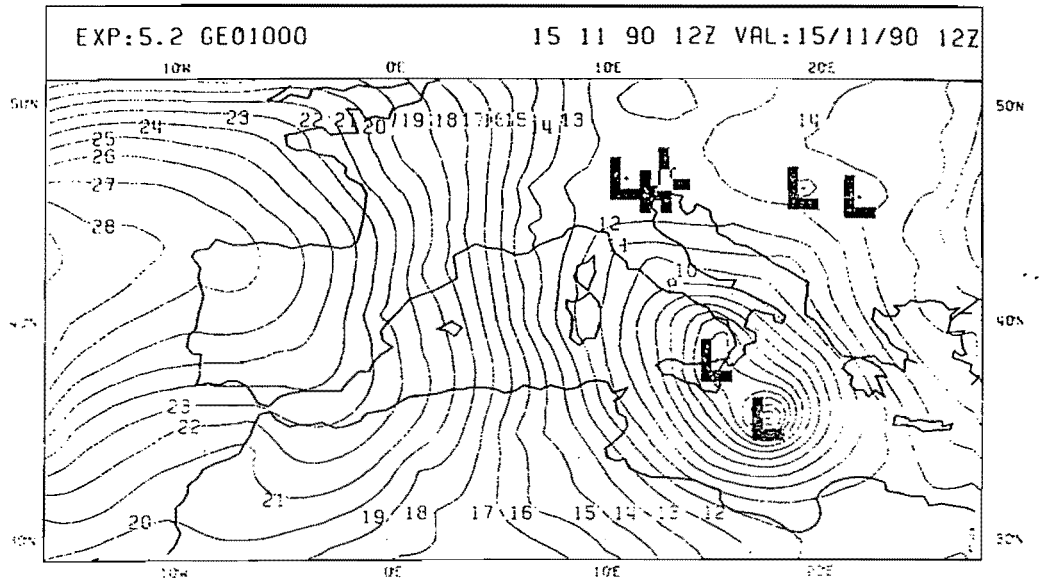 EXP:5.2 GEO1000 15 11 90 12Z VAL:15/11/90 12Z
10W 0E 10E 20E
50N 50N
24 23 22 21 20 19 18 17 16 15 14 13 14
25
26
27 L L L L
28 12
11
10
40N 40N
L
23 L
22
21
20 19 18 17 16 15 14 13 12
30N 30N
10W 0E 10E 20E